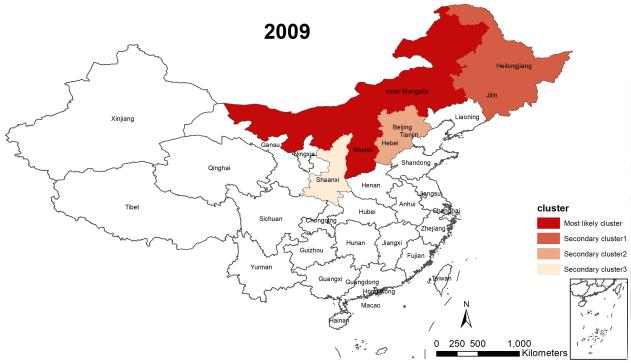 2009
Heilongjiang
Inner Mongolia
Jilin
Xinjiang
Liaoning
Beijing
Tianjin
Hebei
Gansu
Ningxia
Shanxi
Qinghai
Shandong
Shaanxi
Henan
Jiangsu
Tibet
Anhui
Shanghai
cluster
Hubei
Chongqing
Sichuan
Zhejiang
Most likely cluster
Secondary cluster1
Secondary cluster2
Secondary cluster3
Hunan
Jiangxi
Guizhou
Fujian
Yunnan
Guangxi
Guangdong
Taiwan
Hong Kong
Macao
Hainan
N
0 250 500 1,000
Kilometers